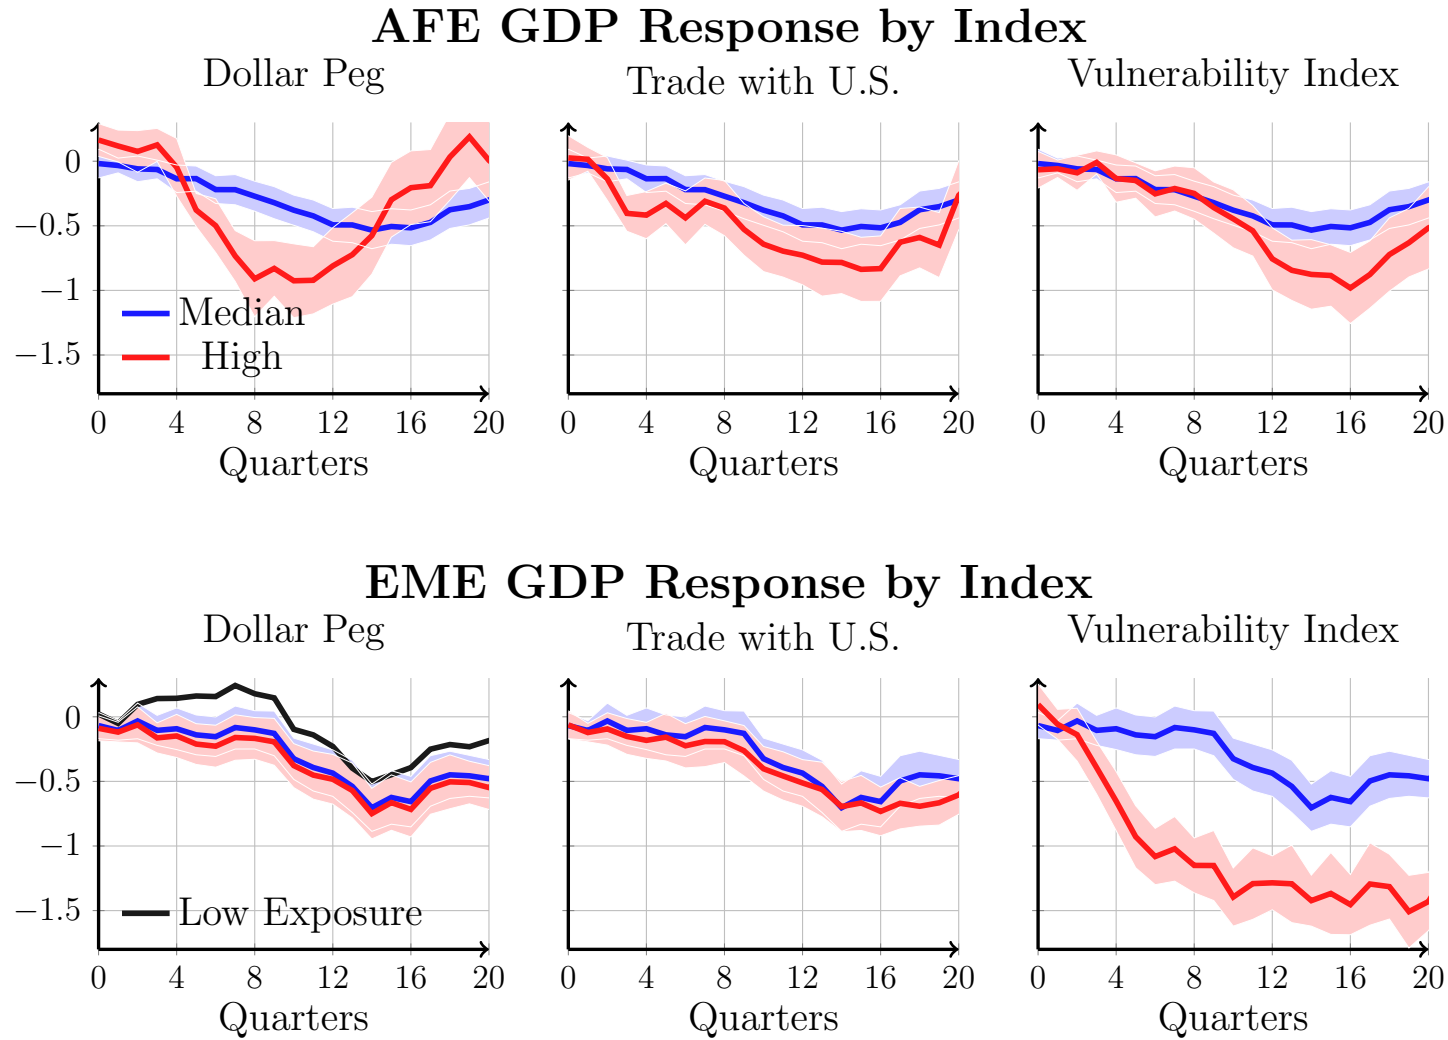 AFE GDP Response by Index
Dollar Peg
Trade with U.S.
Vulnerability Index
0
−0.5
−1
−1.5
Median
High
0 4 8 12 16 20
0 4 8 12 16 20
0 4 8 12 16 20
Quarters
Quarters
Quarters
EME GDP Response by Index
Dollar Peg
Trade with U.S.
Vulnerability Index
0
−0.5
−1
−1.5
Low Exposure
0 4 8 12 16 20
0 4 8 12 16 20
0 4 8 12 16 20
Quarters
Quarters
Quarters